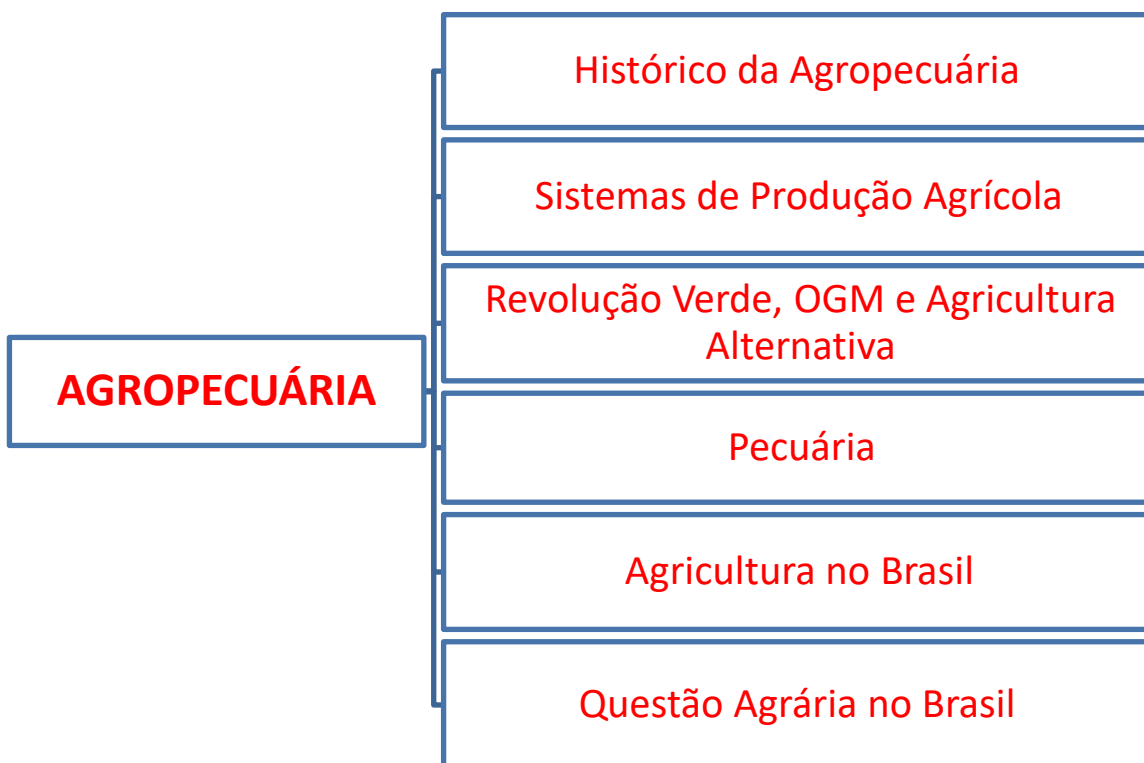 Histórico da Agropecuária
Sistemas de Produção Agrícola
Revolução Verde, OGM e Agricultura
Alternativa
AGROPECUÁRIA
Pecuária
Agricultura no Brasil
Questão Agrária no Brasil